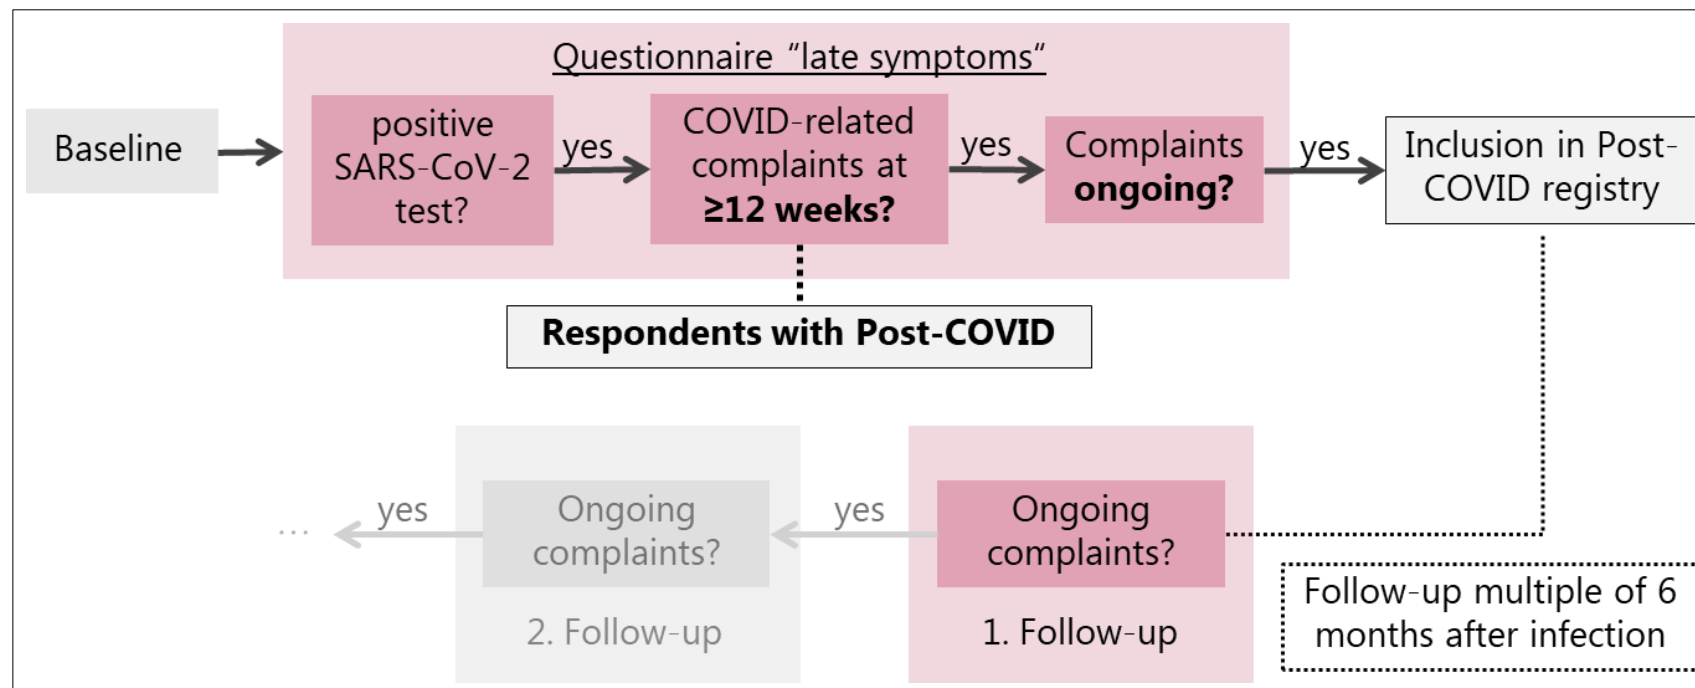 Questionnaire “late symptoms“
Baseline
positive
SARS-CoV-2
test?
yes
COVID-related
complaints at
≥12 weeks?
yes
Complaints
ongoing?
yes
Inclusion in Post-
COVID registry
Respondents with Post-COVID
...
yes
Ongoing
complaints?
2. Follow-up
yes
Ongoing
complaints?
1. Follow-up
Follow-up multiple of 6
months after infection